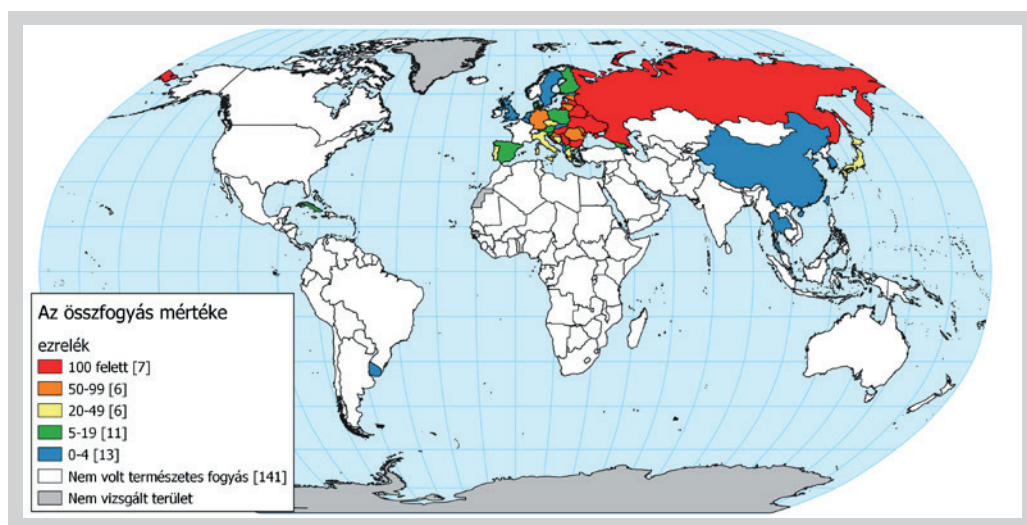 Az összfogyás mértéke
ezrelék
100 felett [7]
50-99 [6]
20-49 [6]
5-19 [11]
0-4 [13]
Nem volt természetes fogyás [141]
Nem vizsgált terület